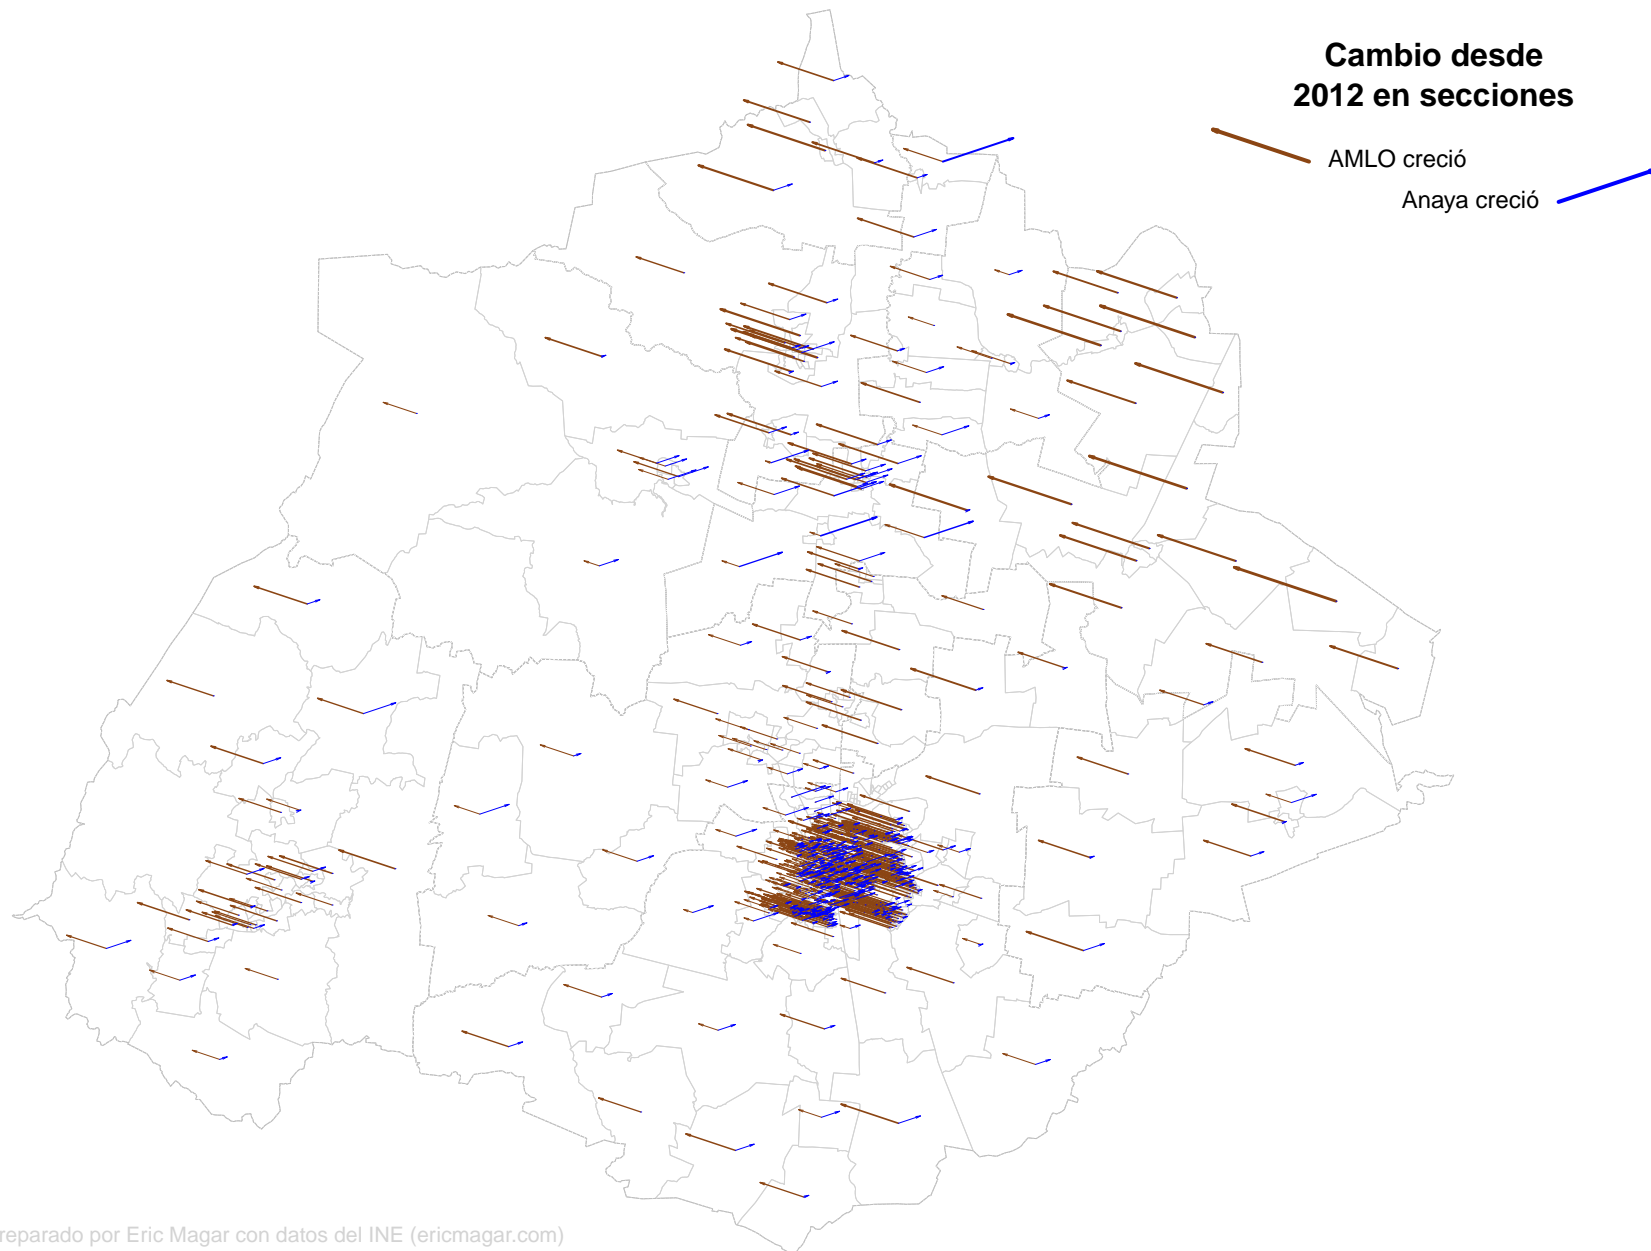 Cambio desde
2012 en secciones
AMLO creció
Anaya creció
reparado por Eric Magar con datos del INE (ericmagar.com)